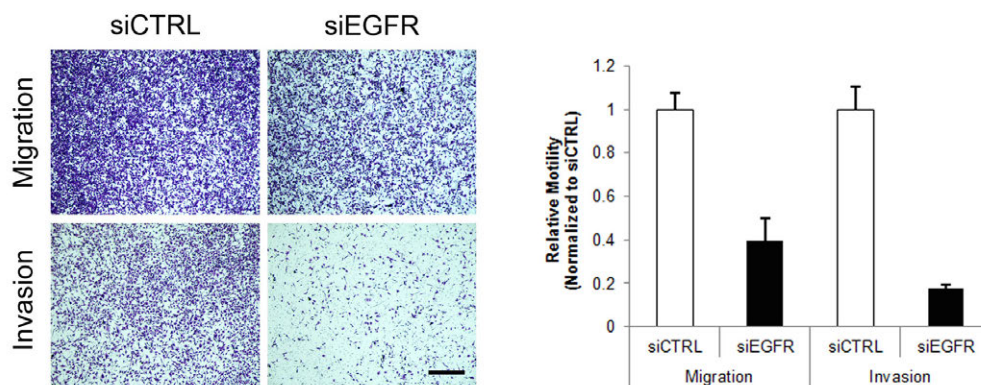 siCTRL siEGFR
Migration
Invasion
Relative Motility
(Normalized to siCTRL)
1.2
1
0.8
0.6
0.4
0.2
0
siCTRL siEGFR siCTRL siEGFR
Migration Invasion